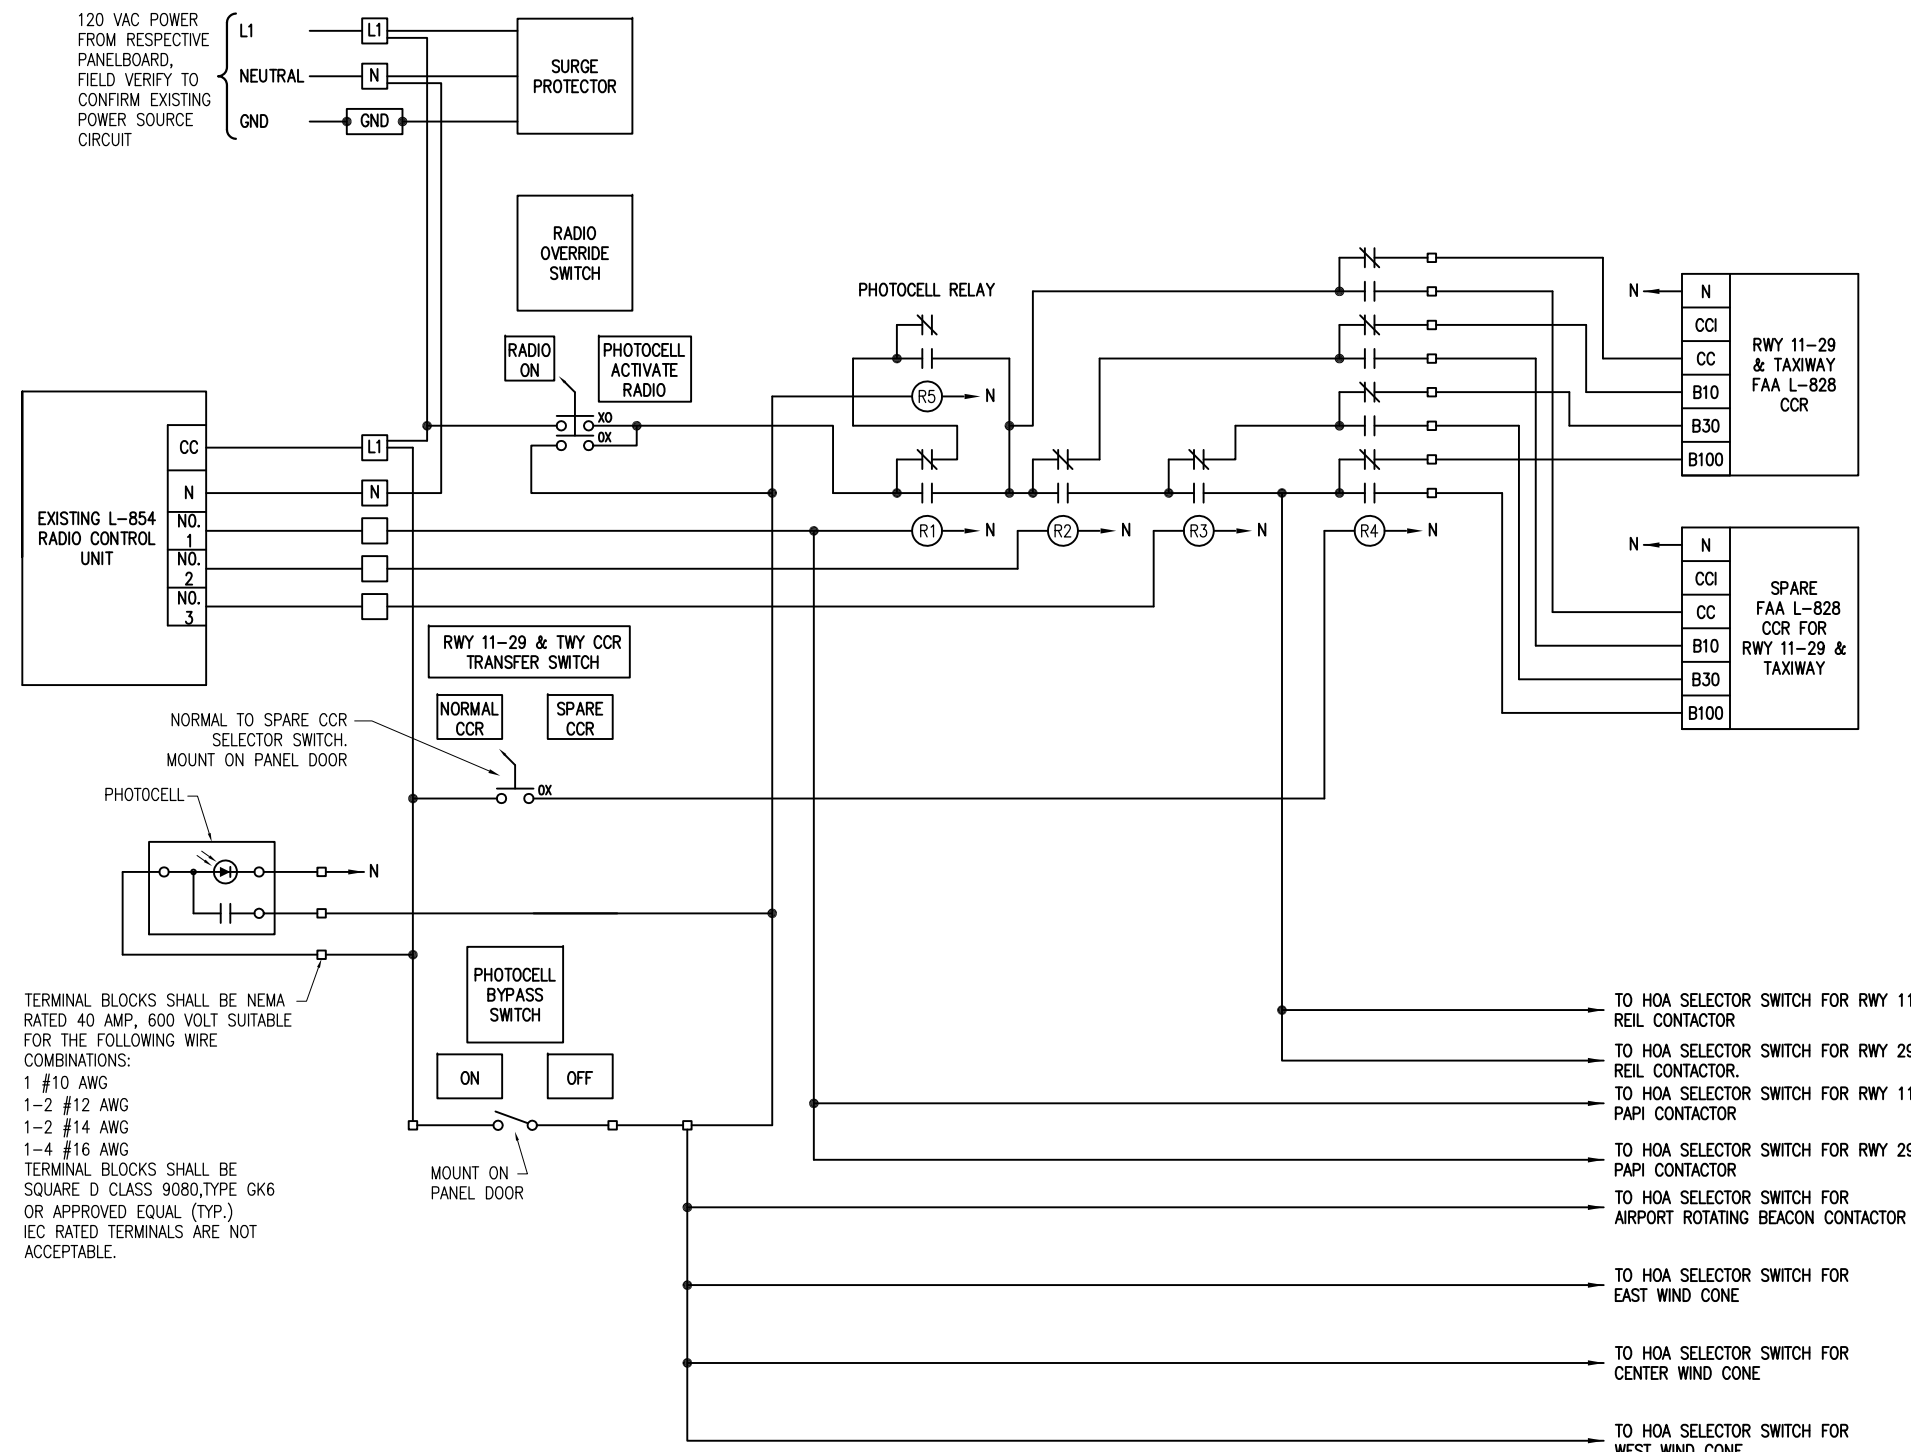 120 VAC POWER
FROM RESPECTIVE
PANELBOARD,
FIELD VERIFY TO
CONFIRM EXISTING
POWER SOURCE
CIRCUIT
L1
NEUTRAL
GND
L1
N
GND
SURGE
PROTECTOR
RADIO
OVERRIDE
SWITCH
RADIO
ON
PHOTOCELL
ACTIVATE
RADIO
XO
OX
PHOTOCELL RELAY
R5
N
R1
N
R2
N
R3
N
R4
N
EXISTING L-854
RADIO CONTROL
UNIT
CC
N
NO.
1
NO.
2
NO.
3
L1
N
N
N
CCI
CC
B10
B30
B100
RWY 11-29
& TAXIWAY
FAA L-828
CCR
N
N
CCI
CC
B10
B30
B100
SPARE
FAA L-828
CCR FOR
RWY 11-29 &
TAXIWAY
RWY 11-29 & TWY CCR
TRANSFER SWITCH
NORMAL
CCR
SPARE
CCR
NORMAL TO SPARE CCR
SELECTOR SWITCH.
MOUNT ON PANEL DOOR
OX
PHOTOCELL
N
TERMINAL BLOCKS SHALL BE NEMA
RATED 40 AMP, 600 VOLT SUITABLE
FOR THE FOLLOWING WIRE
COMBINATIONS:
1 #10 AWG
1-2 #12 AWG
1-2 #14 AWG
1-4 #16 AWG
TERMINAL BLOCKS SHALL BE
SQUARE D CLASS 9080,TYPE GK6
OR APPROVED EQUAL (TYP.)
IEC RATED TERMINALS ARE NOT
ACCEPTABLE.
PHOTOCELL
BYPASS
SWITCH
ON
OFF
MOUNT ON
PANEL DOOR
TO HOA SELECTOR SWITCH FOR RWY 11
REIL CONTACTOR
TO HOA SELECTOR SWITCH FOR RWY 29
REIL CONTACTOR.
TO HOA SELECTOR SWITCH FOR RWY 11
PAPI CONTACTOR
TO HOA SELECTOR SWITCH FOR RWY 29
PAPI CONTACTOR
TO HOA SELECTOR SWITCH FOR
AIRPORT ROTATING BEACON CONTACTOR
TO HOA SELECTOR SWITCH FOR
EAST WIND CONE
TO HOA SELECTOR SWITCH FOR
CENTER WIND CONE
TO HOA SELECTOR SWITCH FOR
WEST WIND CONE